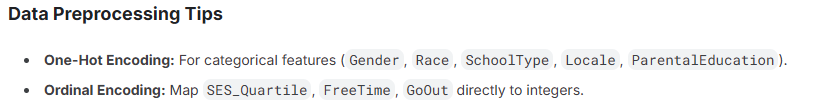 Data Preprocessing Tips
• One-Hot Encoding: For categorical features ( Gender , Race , SchoolType , Locale , ParentalEducation ).
• Ordinal Encoding: Map SES_Quartile , FreeTime , GoOut directly to integers.